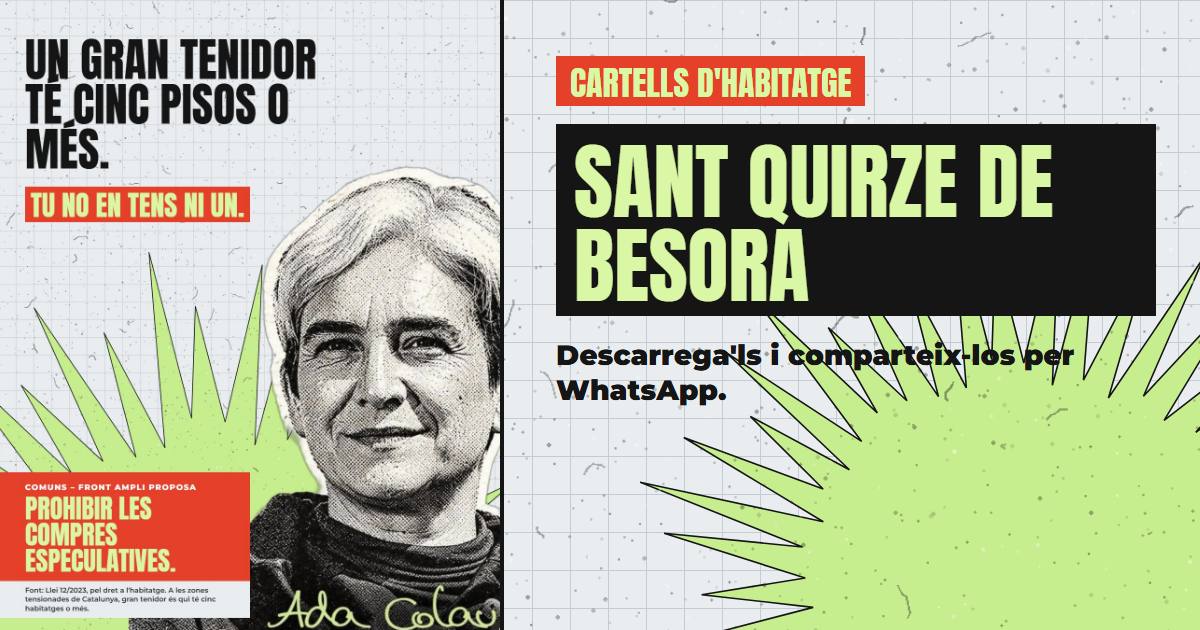 UN GRAN TENIDOR
TÉ CINC PISOS O
MÉS.
TU NO EN TENS NI UN.
COMUNS – FRONT AMPLI PROPOSA
PROHIBIR LES
COMPRES
ESPECULATIVES.
Font: Llei 12/2023, pel dret a l'habitatge. A les zones
tensionades de Catalunya, gran tenidor és qui té cinc
habitatges o més.
Ada Colau
CARTELLS D'HABITATGE
SANT QUIRZE DE
BESORA
Descarrega'ls i comparteix-los per
WhatsApp.